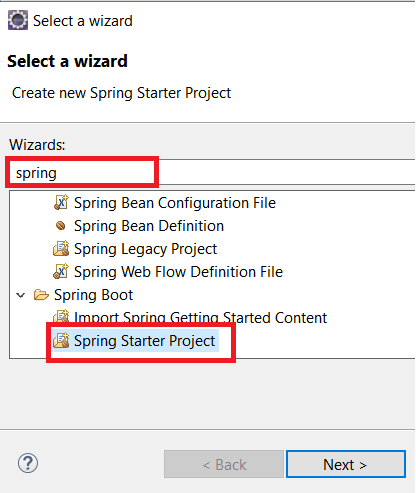 Select a wizard
Select a wizard
Create new Spring Starter Project
Wizards:
spring
Spring Bean Configuration File
Spring Bean Definition
Spring Legacy Project
Spring Web Flow Definition File
Spring Boot
Import Spring Getting Started Content
Spring Starter Project
? < Back Next >